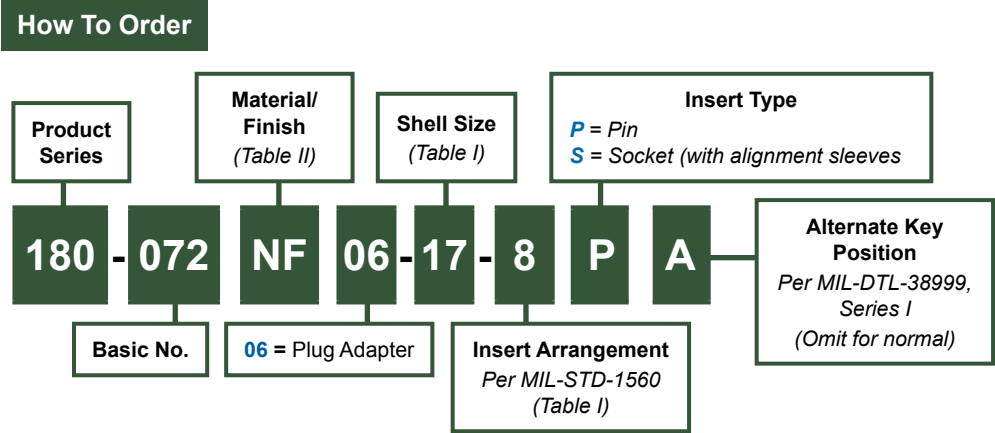 How To Order
Product
Series
Material/
Finish
(Table II)
Shell Size
(Table I)
Insert Type
P = Pin
S = Socket (with alignment sleeves
180 - 072 NF 06 - 17 - 8 P A
Alternate Key
Position
Per MIL-DTL-38999,
Series I
(Omit for normal)
Basic No.
06 = Plug Adapter
Insert Arrangement
Per MIL-STD-1560
(Table I)